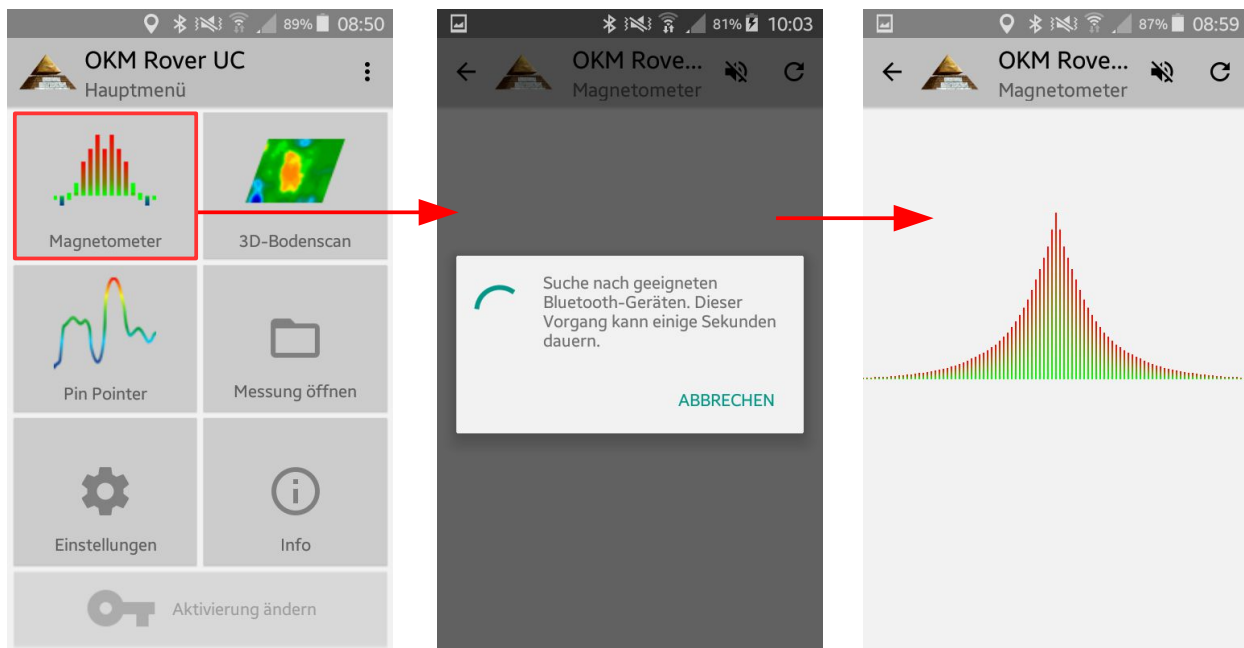 89% 08:50
OKM Rover UC
Hauptmenü
Magnetometer
3D-Bodenscan
Pin Pointer
Messung öffnen
Einstellungen
Info
Aktivierung ändern
81% 10:03
OKM Rove...
Magnetometer
Suche nach geeigneten
Bluetooth-Geräten. Dieser
Vorgang kann einige Sekunden
dauern.
ABBRECHEN
87% 08:59
OKM Rove...
Magnetometer